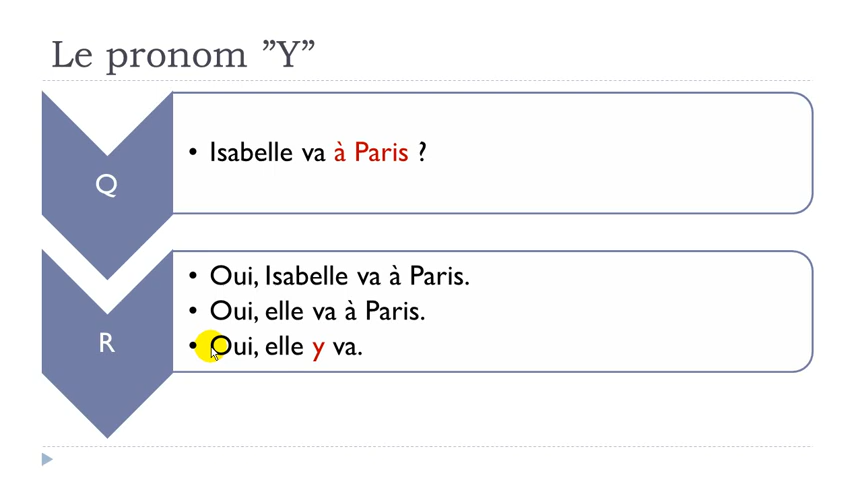 Le pronom ”Y”
Q
• Isabelle va à Paris ?
R
• Oui, Isabelle va à Paris.
• Oui, elle va à Paris.
• Oui, elle y va.